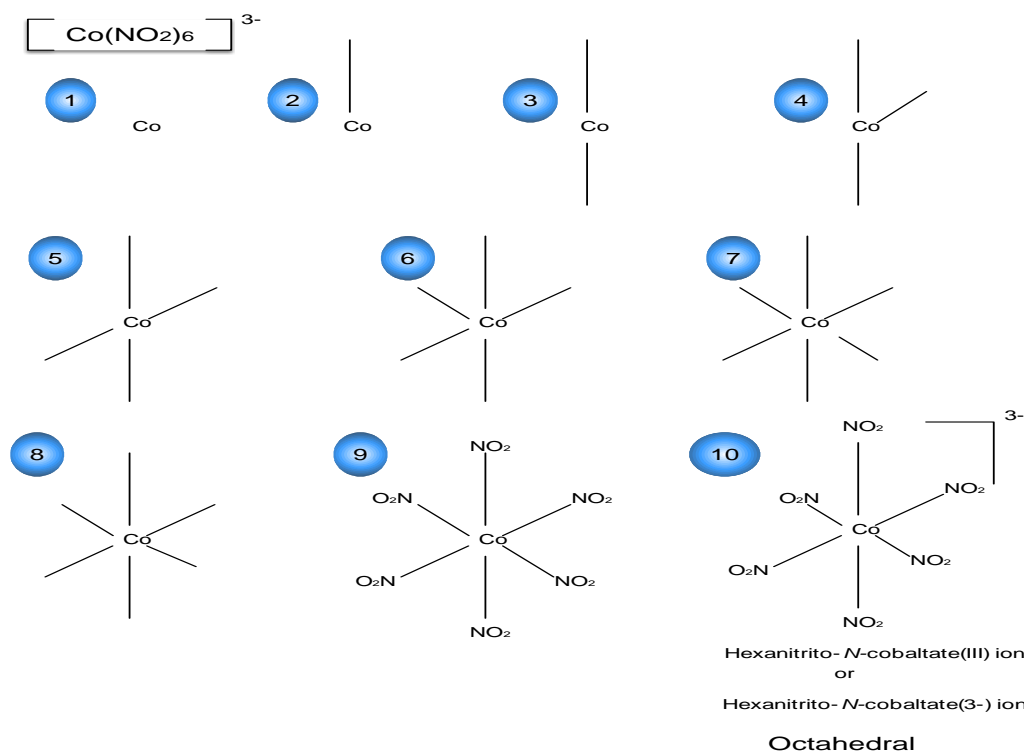 [Co(NO₂)₆]³⁻
1
Co
2
Co
3
Co
4
Co
5
Co
6
Co
7
Co
8
Co
9
NO₂
O₂N
NO₂
Co
O₂N
NO₂
NO₂
10
3-
NO₂
O₂N
NO₂
Co
O₂N
NO₂
NO₂
Hexanitrito-N-cobaltate(III) ion
or
Hexanitrito-N-cobaltate(3-) ion
Octahedral